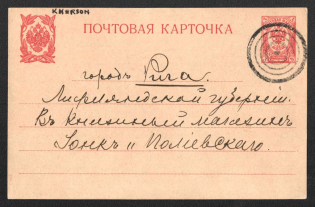 KHERSON
ПОЧТОВАЯ КАРТОЧКА
городъ Рига.
Лифляндской губерніи.
Въ книжный магазинъ
Іонкъ и Поліевскаго.